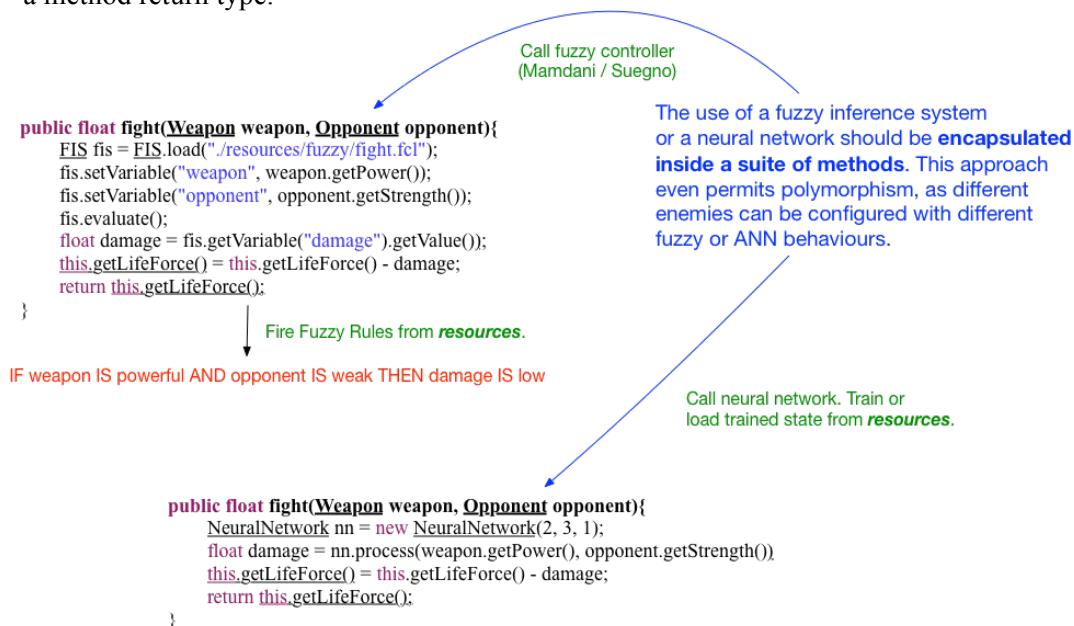 a method return type.
Call fuzzy controller
(Mamdani / Suegno)
public float fight(Weapon weapon, Opponent opponent){
FIS fis = FIS.load("./resources/fuzzy/fight.fcl");
fis.setVariable("weapon", weapon.getPower());
fis.setVariable("opponent", opponent.getStrength());
fis.evaluate();
float damage = fis.getVariable("damage").getValue());
this.getLifeForce() = this.getLifeForce() - damage;
return this.getLifeForce();
}
The use of a fuzzy inference system
or a neural network should be encapsulated
inside a suite of methods. This approach
even permits polymorphism, as different
enemies can be configured with different
fuzzy or ANN behaviours.
Fire Fuzzy Rules from resources.
IF weapon IS powerful AND opponent IS weak THEN damage IS low
Call neural network. Train or
load trained state from resources.
public float fight(Weapon weapon, Opponent opponent){
NeuralNetwork nn = new NeuralNetwork(2, 3, 1);
float damage = nn.process(weapon.getPower(), opponent.getStrength())
this.getLifeForce() = this.getLifeForce() - damage;
return this.getLifeForce();
}